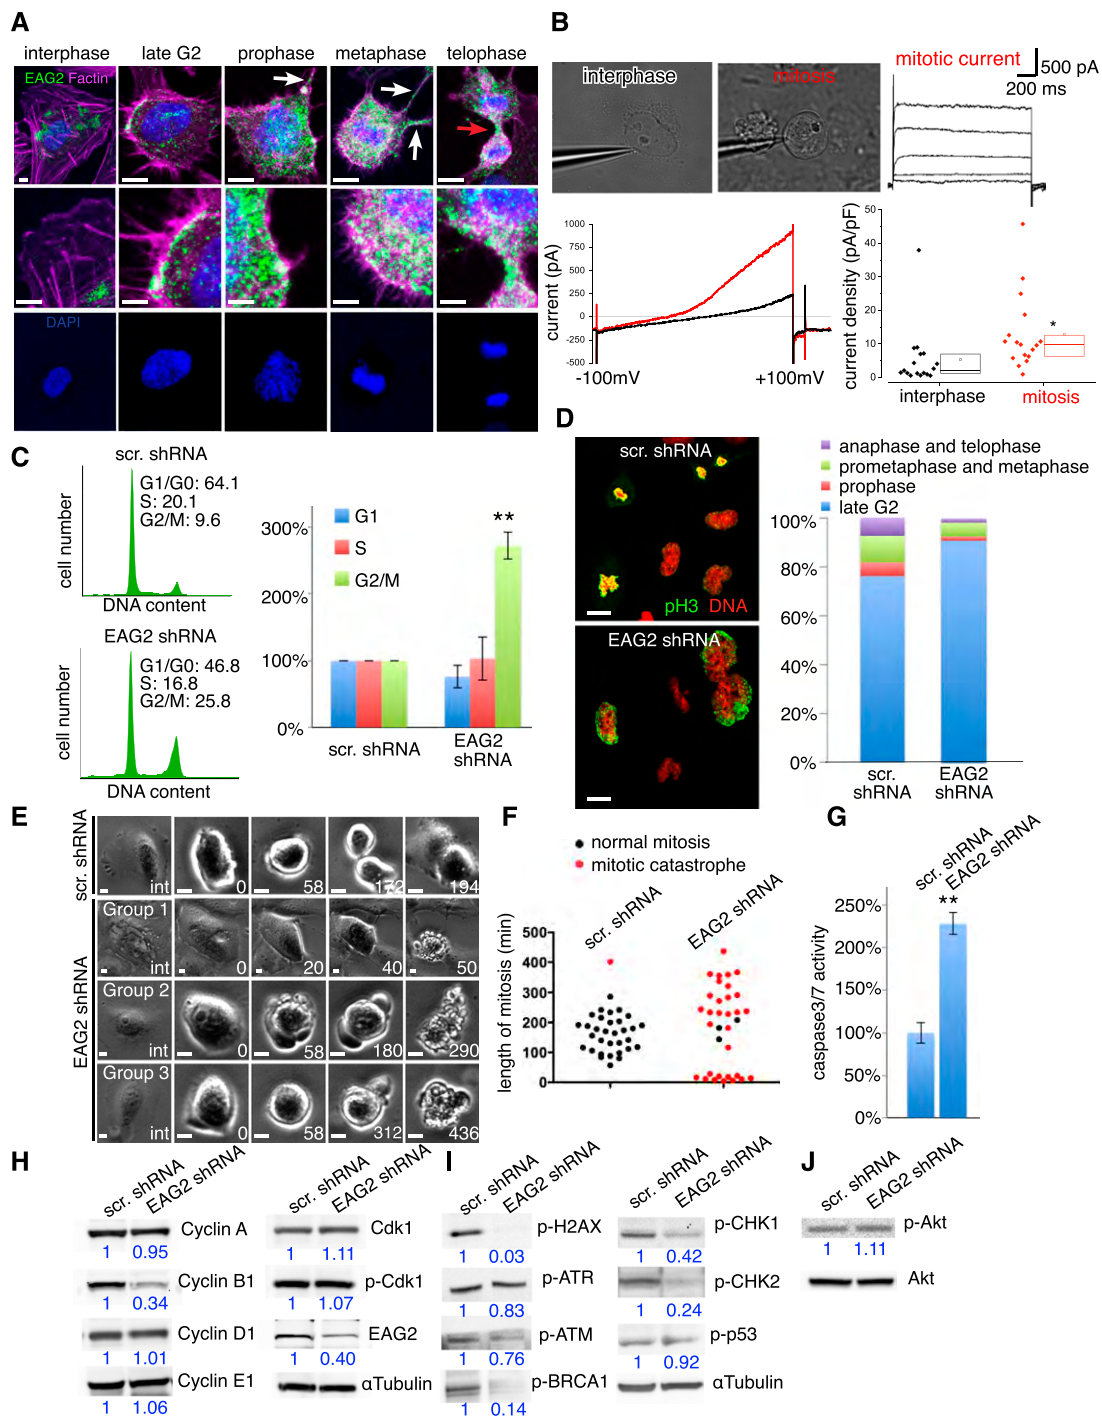 A
interphase
late G2
prophase
metaphase
telophase
EAG2 Factin
DAPI
B
interphase
mitosis
mitotic current
500 pA
200 ms
current (pA)
1000
750
500
250
0
-250
-500
-100mV
+100mV
current density (pA/pF)
50
40
30
20
10
0
*
interphase
mitosis
C
scr. shRNA
cell number
G1/G0: 64.1
S: 20.1
G2/M: 9.6
DNA content
EAG2 shRNA
cell number
G1/G0: 46.8
S: 16.8
G2/M: 25.8
DNA content
300%
200%
100%
0%
G1
S
G2/M
**
scr. shRNA
EAG2
shRNA
D
scr. shRNA
pH3 DNA
EAG2 shRNA
anaphase and telophase
prometaphase and metaphase
prophase
late G2
100%
80%
60%
40%
20%
0%
scr.
shRNA
EAG2
shRNA
E
scr. shRNA
int
0
58
172
194
EAG2 shRNA
Group 1
int
0
20
40
50
Group 2
int
0
58
180
290
Group 3
int
0
58
312
436
F
normal mitosis
mitotic catastrophe
scr. shRNA
EAG2 shRNA
length of mitosis (min)
500
400
300
200
100
0
G
scr. shRNA
EAG2 shRNA
**
caspase3/7 activity
250%
200%
150%
100%
50%
0%
H
scr. shRNA
EAG2 shRNA
Cyclin A
1 0.95
Cyclin B1
1 0.34
Cyclin D1
1 1.01
Cyclin E1
1 1.06
scr. shRNA
EAG2 shRNA
Cdk1
1 1.11
p-Cdk1
1 1.07
EAG2
1 0.40
αTubulin
I
scr. shRNA
EAG2 shRNA
p-H2AX
1 0.03
p-ATR
1 0.83
p-ATM
1 0.76
p-BRCA1
1 0.14
scr. shRNA
EAG2 shRNA
p-CHK1
1 0.42
p-CHK2
1 0.24
p-p53
1 0.92
αTubulin
J
scr. shRNA
EAG2 shRNA
p-Akt
1 1.11
Akt